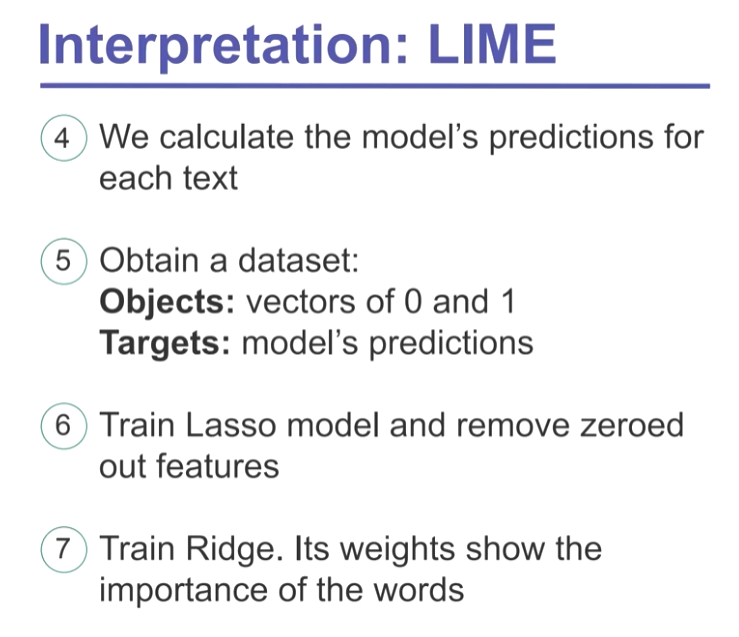 Interpretation: LIME
4 We calculate the model’s predictions for
each text
5 Obtain a dataset:
Objects: vectors of 0 and 1
Targets: model’s predictions
6 Train Lasso model and remove zeroed
out features
7 Train Ridge. Its weights show the
importance of the words